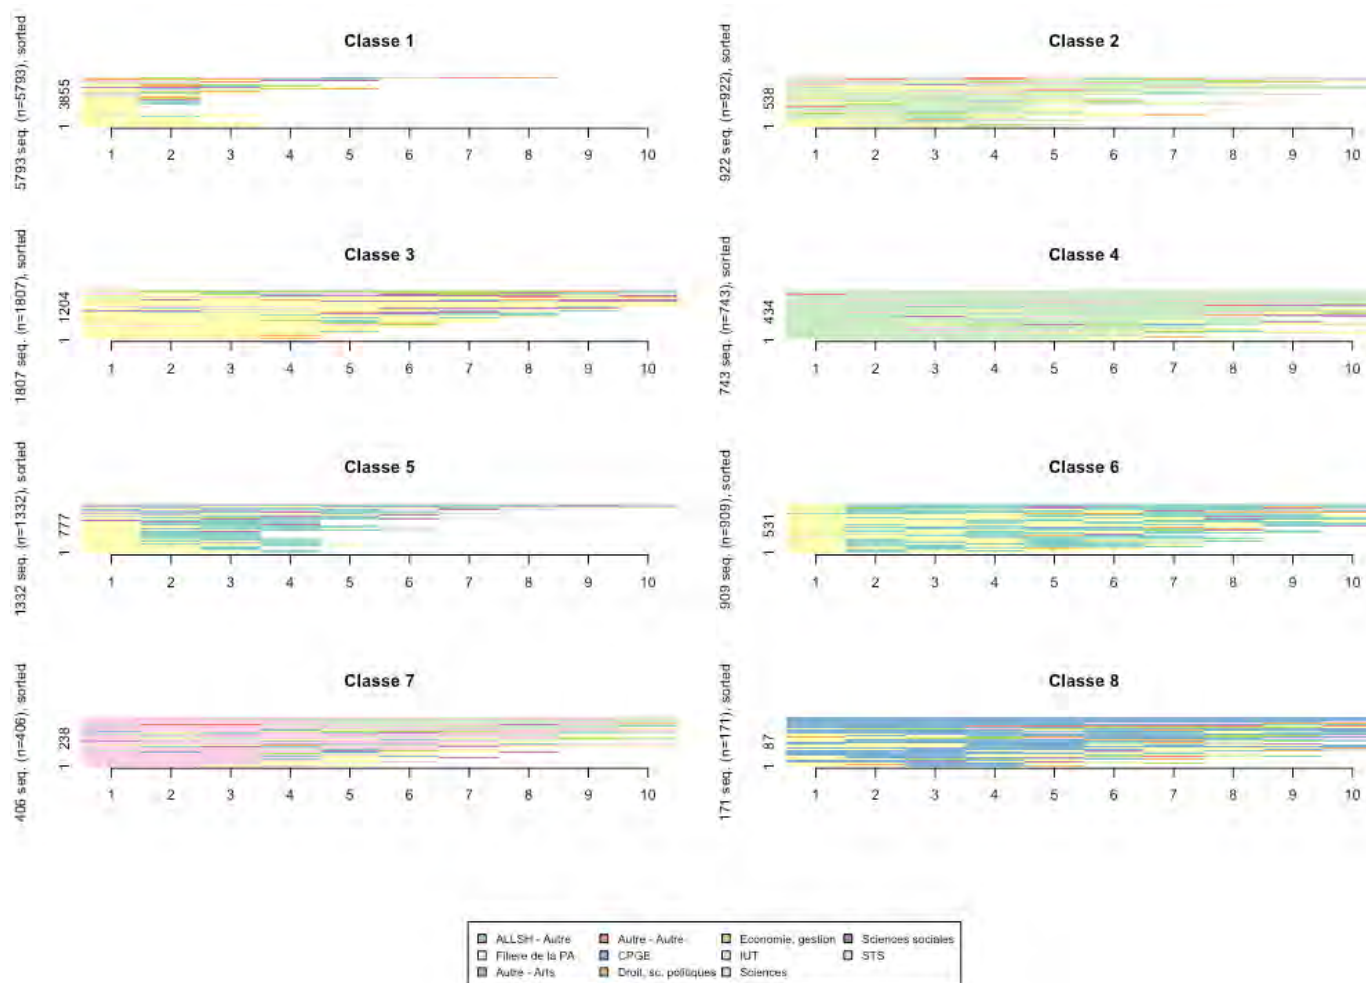 Classe 1
5793 seq. (n=5793), sorted
1 3855
1 2 3 4 5 6 7 8 9 10
Classe 2
922 seq. (n=922), sorted
1 538
1 2 3 4 5 6 7 8 9 10
Classe 3
1807 seq. (n=1807), sorted
1 1204
1 2 3 4 5 6 7 8 9 10
Classe 4
743 seq. (n=743), sorted
1 434
1 2 3 4 5 6 7 8 9 10
Classe 5
1332 seq. (n=1332), sorted
1 777
1 2 3 4 5 6 7 8 9 10
Classe 6
909 seq. (n=909), sorted
1 531
1 2 3 4 5 6 7 8 9 10
Classe 7
406 seq. (n=406), sorted
1 238
1 2 3 4 5 6 7 8 9 10
Classe 8
171 seq. (n=171), sorted
1 87
1 2 3 4 5 6 7 8 9 10
ALLSH - Autre
Autre - Autre
Economie, gestion
Sciences sociales
Filiere de la PA
CPGE
IUT
STS
Autre - Arts
Droit, sc. politiques
Sciences